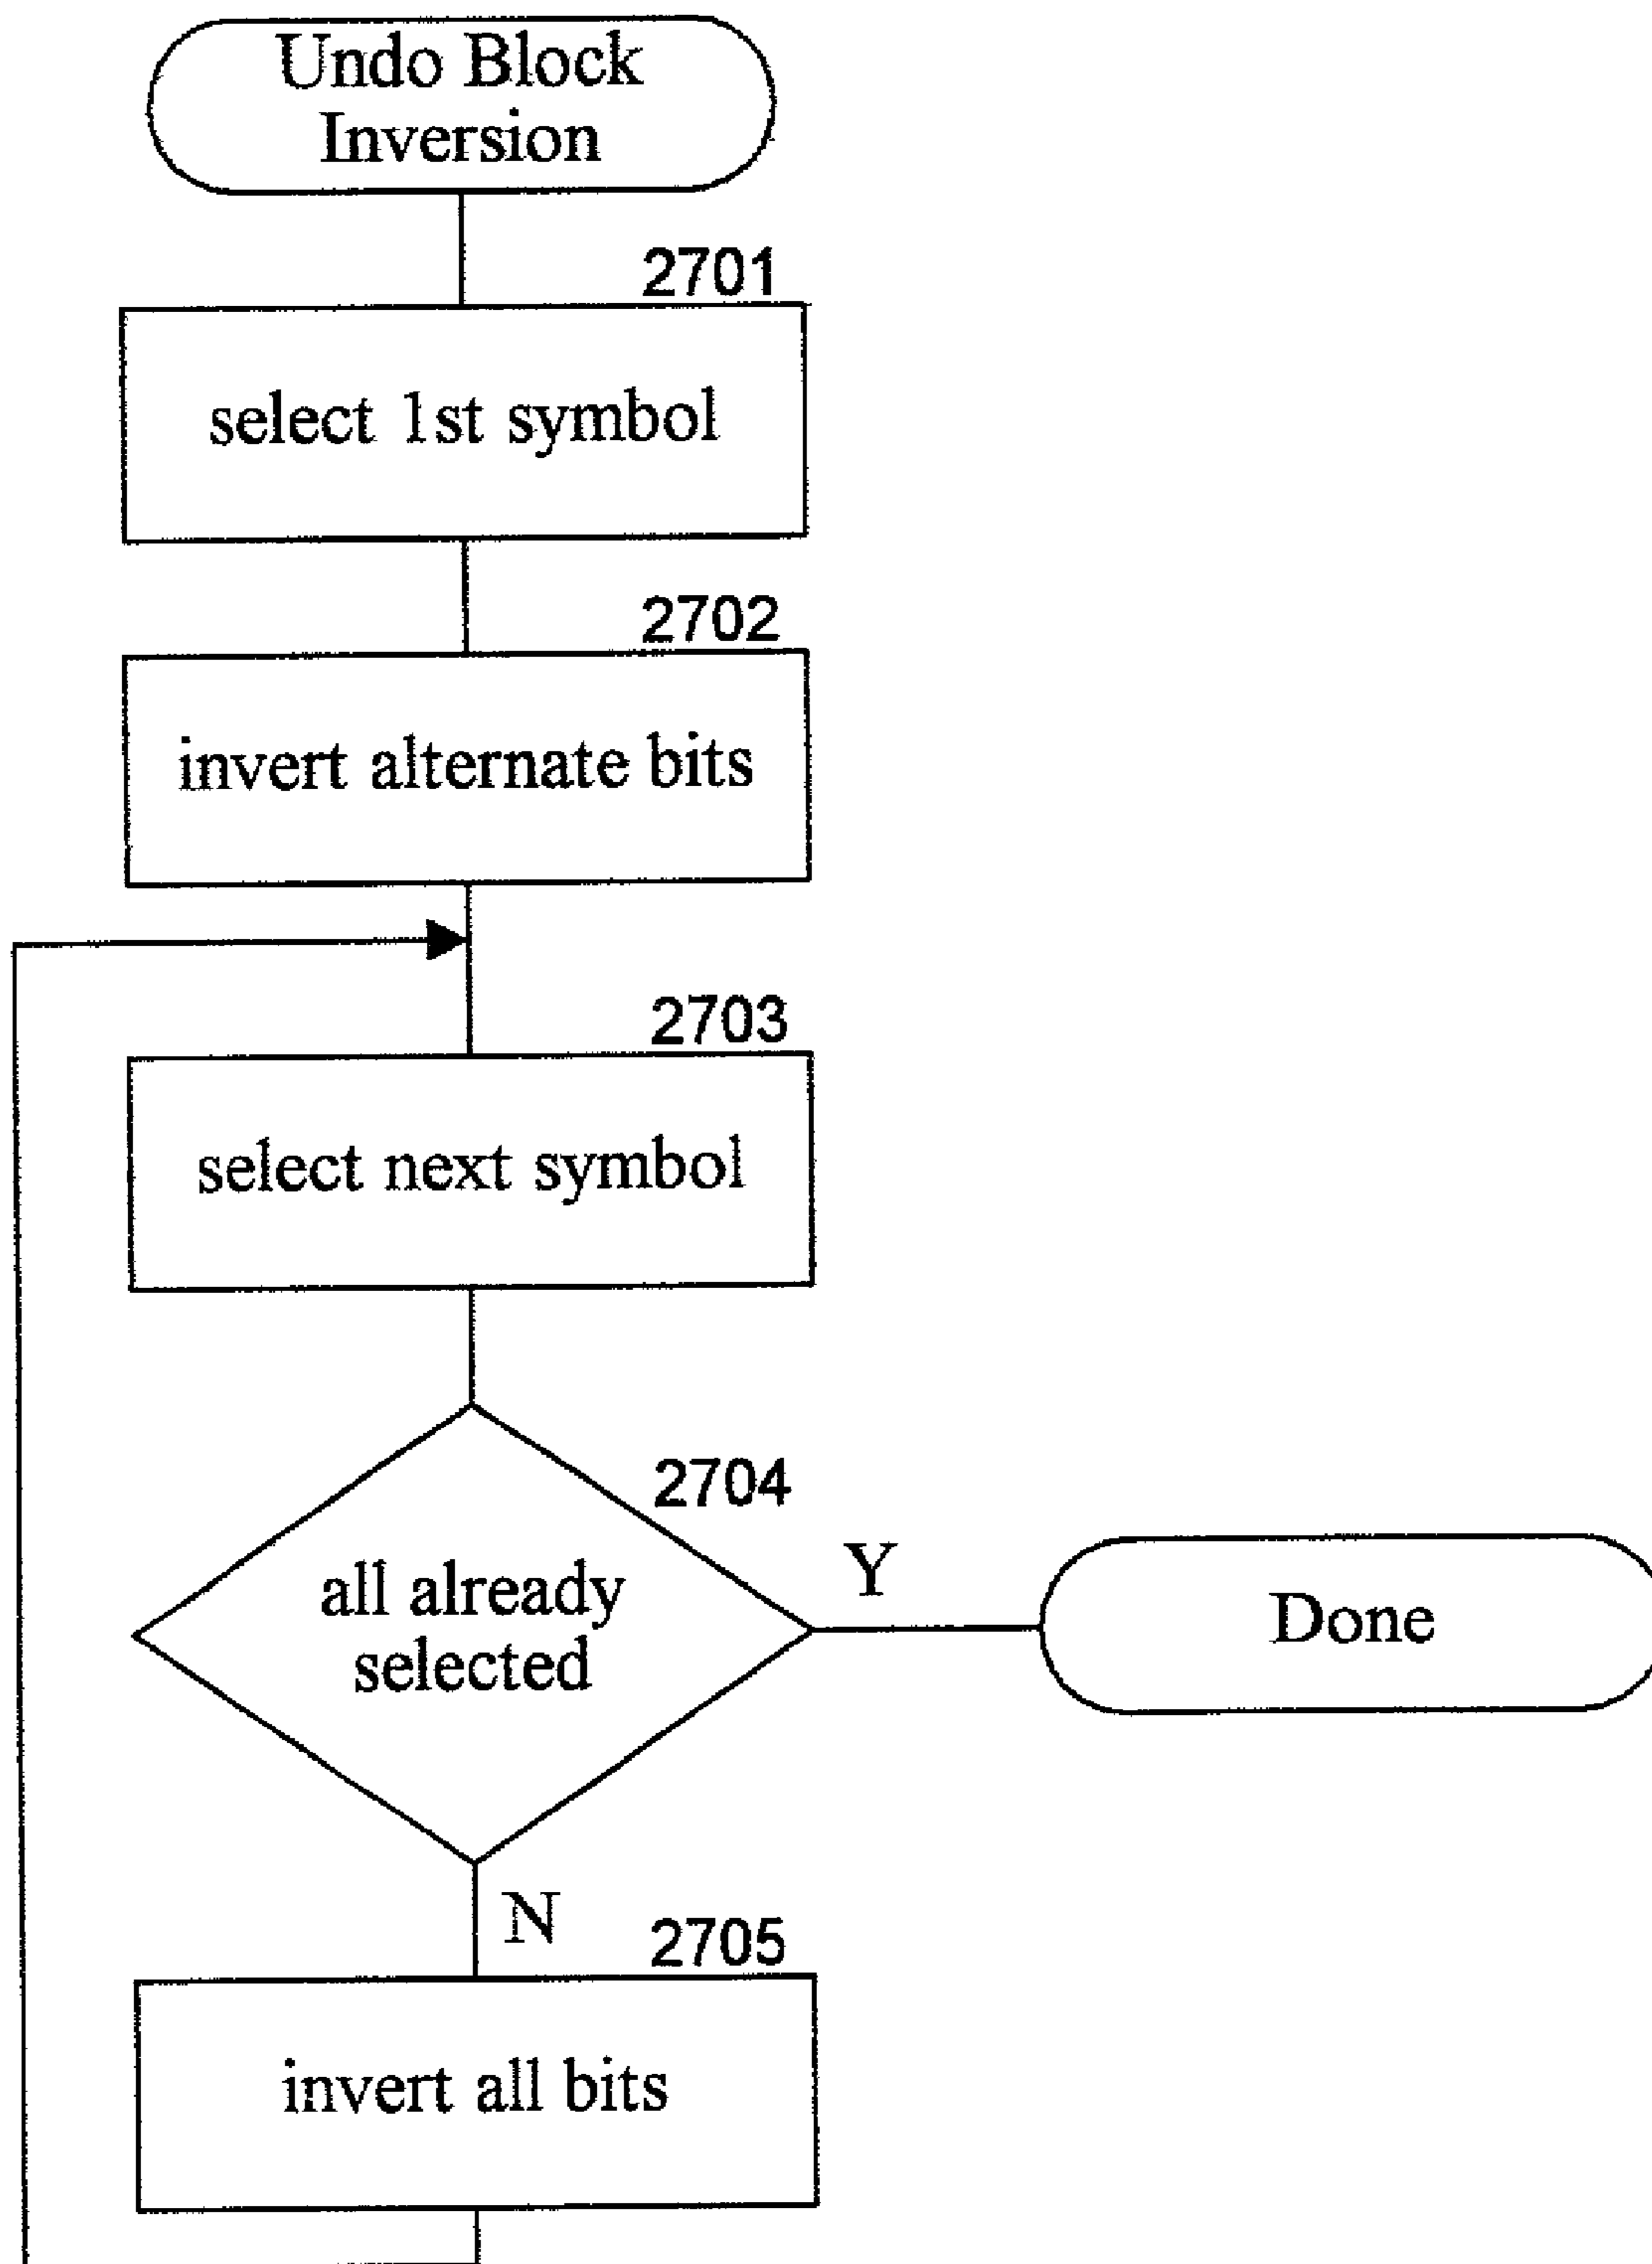 Undo Block
Inversion
2701
select 1st symbol
2702
invert alternate bits
2703
select next symbol
2704
all already
selected
Y
Done
N
2705
invert all bits